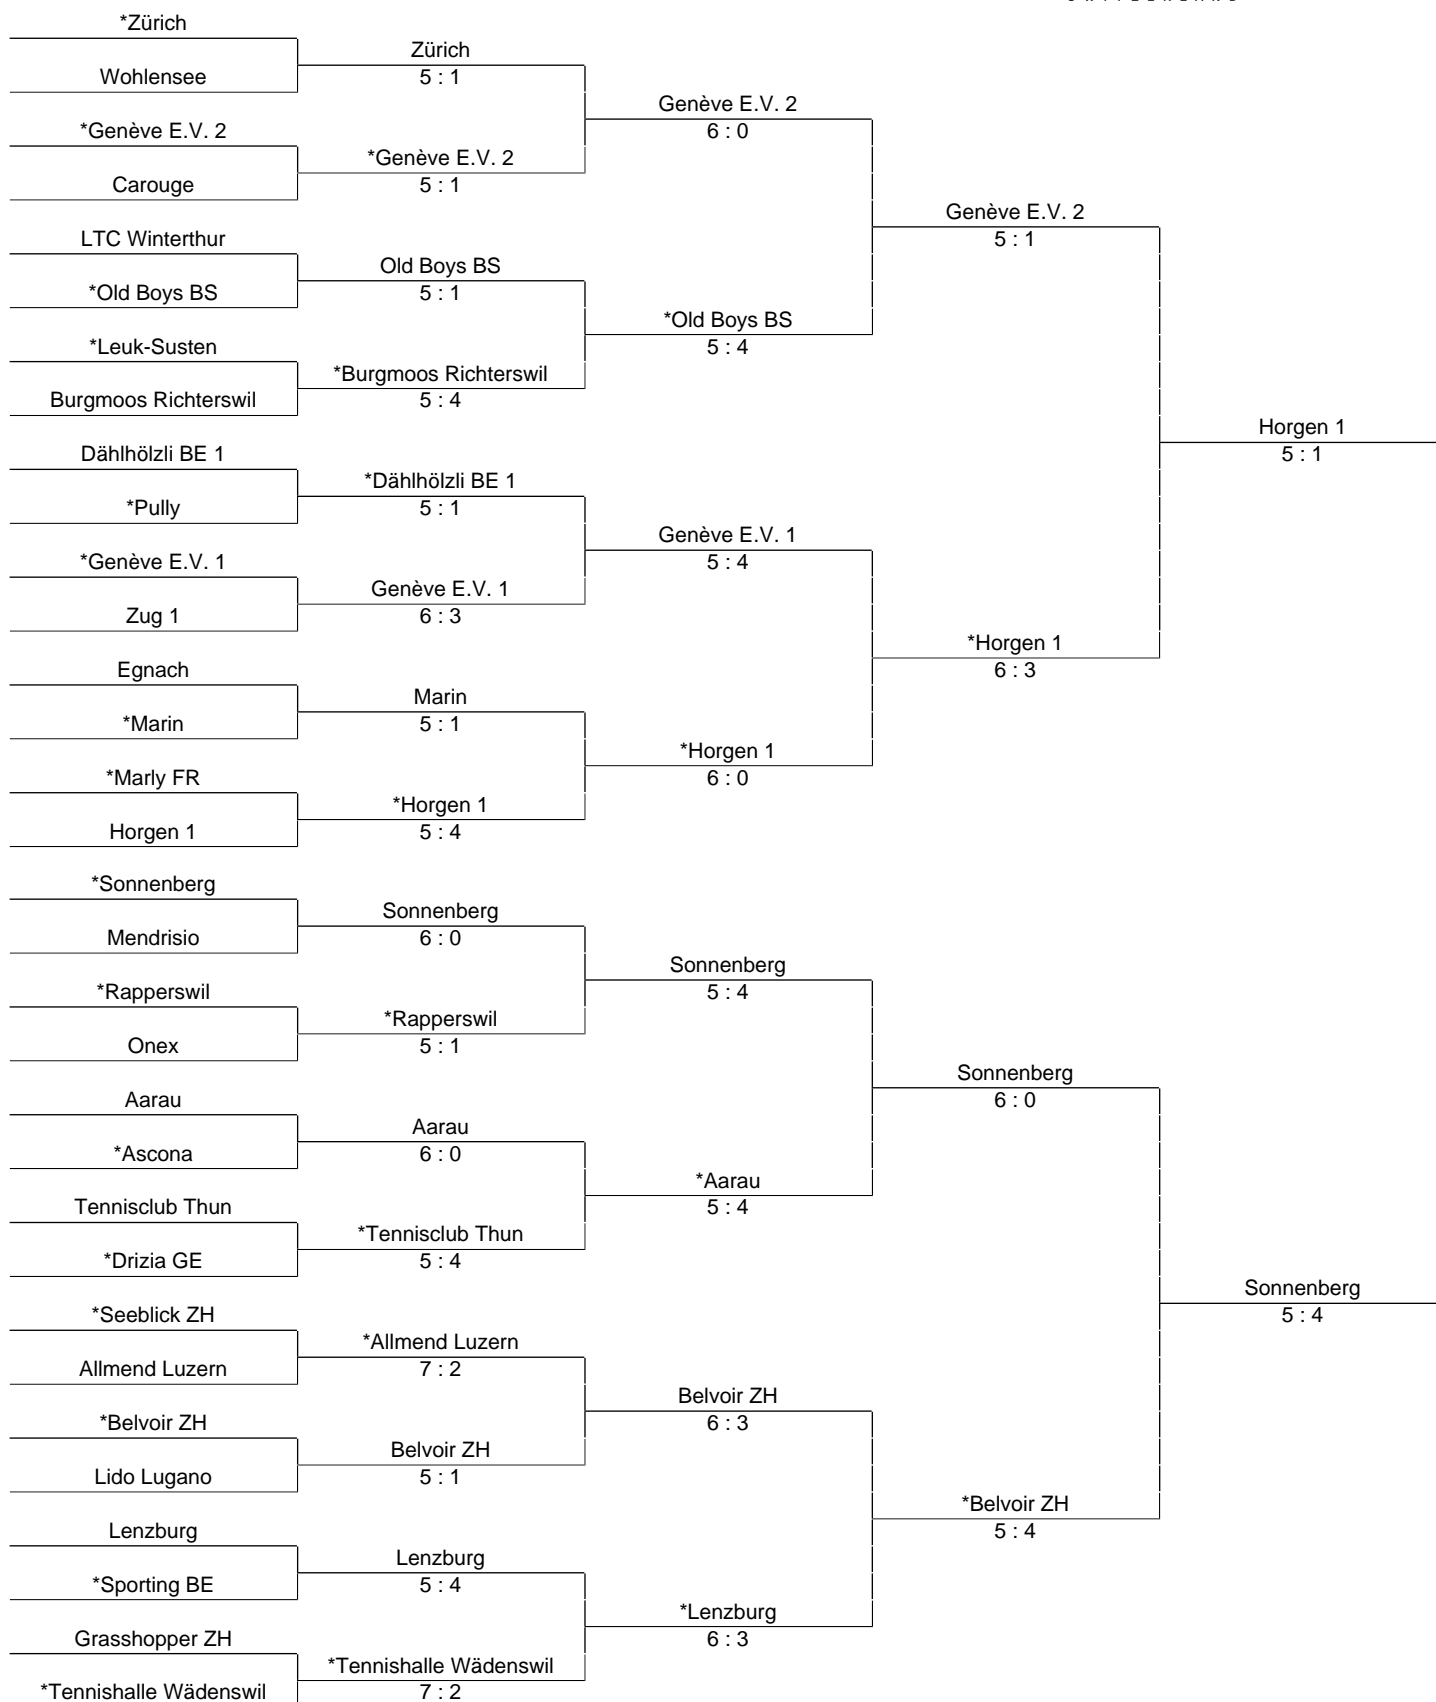 *Zürich
Wohlensee
*Genève E.V. 2
Carouge
LTC Winterthur
*Old Boys BS
*Leuk-Susten
Burgmoos Richterswil
Dählhölzli BE 1
*Pully
*Genève E.V. 1
Zug 1
Egnach
*Marin
*Marly FR
Horgen 1
*Sonnenberg
Mendrisio
*Rapperswil
Onex
Aarau
*Ascona
Tennisclub Thun
*Drizia GE
*Seeblick ZH
Allmend Luzern
*Belvoir ZH
Lido Lugano
Lenzburg
*Sporting BE
Grasshopper ZH
*Tennishalle Wädenswil
Zürich
5 : 1
*Genève E.V. 2
5 : 1
Old Boys BS
5 : 1
*Burgmoos Richterswil
5 : 4
*Dählhölzli BE 1
5 : 1
Genève E.V. 1
6 : 3
Marin
5 : 1
*Horgen 1
5 : 4
Sonnenberg
6 : 0
*Rapperswil
5 : 1
Aarau
6 : 0
*Tennisclub Thun
5 : 4
*Allmend Luzern
7 : 2
Belvoir ZH
5 : 1
Lenzburg
5 : 4
*Tennishalle Wädenswil
7 : 2
Genève E.V. 2
6 : 0
*Old Boys BS
5 : 4
Genève E.V. 1
5 : 4
*Horgen 1
6 : 0
Sonnenberg
5 : 4
*Aarau
5 : 4
Belvoir ZH
6 : 3
*Lenzburg
6 : 3
Genève E.V. 2
5 : 1
*Horgen 1
6 : 3
Sonnenberg
6 : 0
*Belvoir ZH
5 : 4
Horgen 1
5 : 1
Sonnenberg
5 : 4